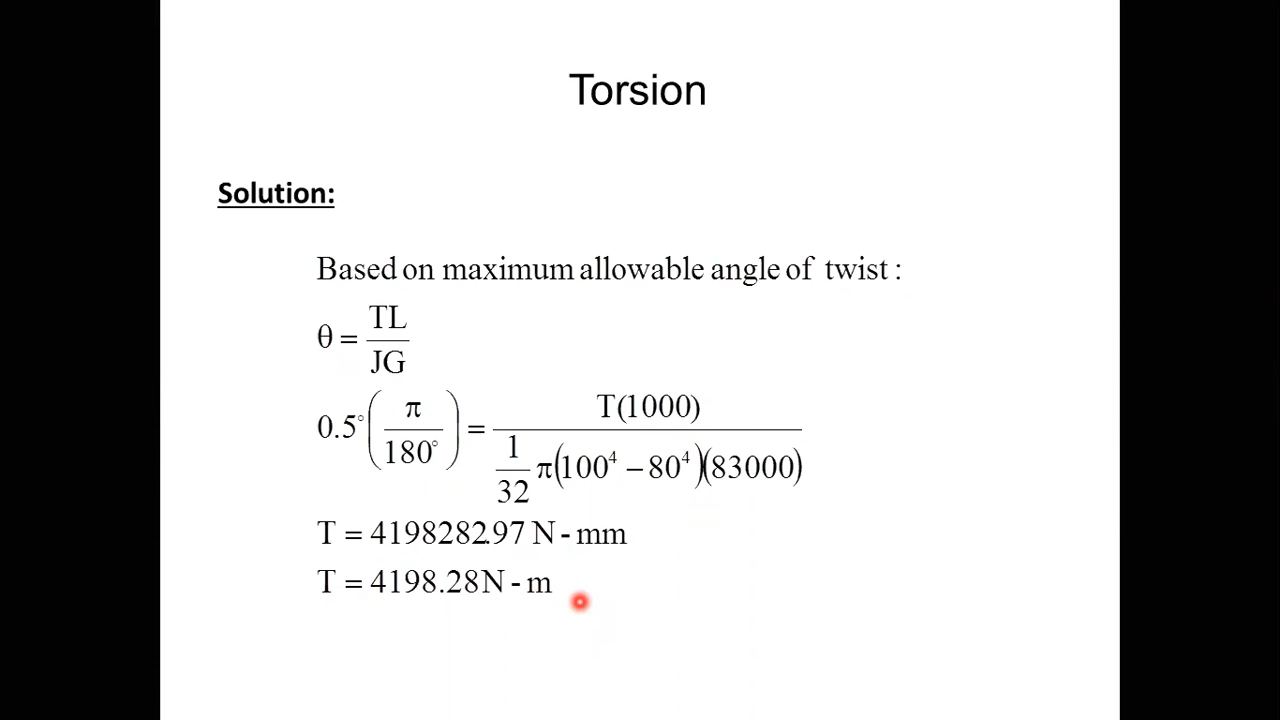 Torsion
Solution:
Based on maximum allowable angle of twist :
θ = TL / JG
0.5° (π / 180°) = T(1000) / (1/32 π(100⁴ – 80⁴)(83000))
T = 4198282.97 N - mm
T = 4198.28N - m